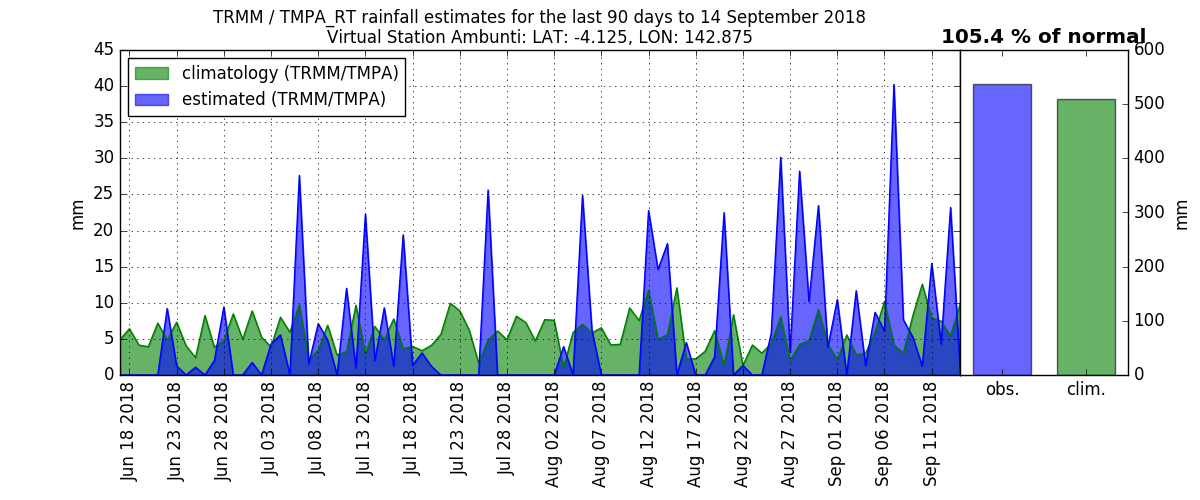 TRMM / TMPA_RT rainfall estimates for the last 90 days to 14 September 2018
Virtual Station Ambunti: LAT: -4.125, LON: 142.875
105.4 % of normal
climatology (TRMM/TMPA)
estimated (TRMM/TMPA)
45
40
35
30
25
20
15
10
5
0
mm
Jun 18 2018
Jun 23 2018
Jun 28 2018
Jul 03 2018
Jul 08 2018
Jul 13 2018
Jul 18 2018
Jul 23 2018
Jul 28 2018
Aug 02 2018
Aug 07 2018
Aug 12 2018
Aug 17 2018
Aug 22 2018
Aug 27 2018
Sep 01 2018
Sep 06 2018
Sep 11 2018
600
500
400
300
200
100
0
mm
obs.
clim.